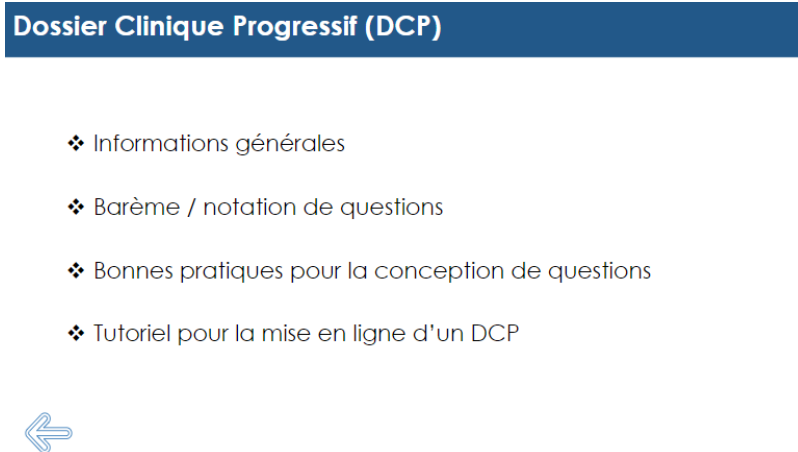 Dossier Clinique Progressif (DCP)
❖ Informations générales
❖ Barème / notation de questions
❖ Bonnes pratiques pour la conception de questions
❖ Tutoriel pour la mise en ligne d’un DCP